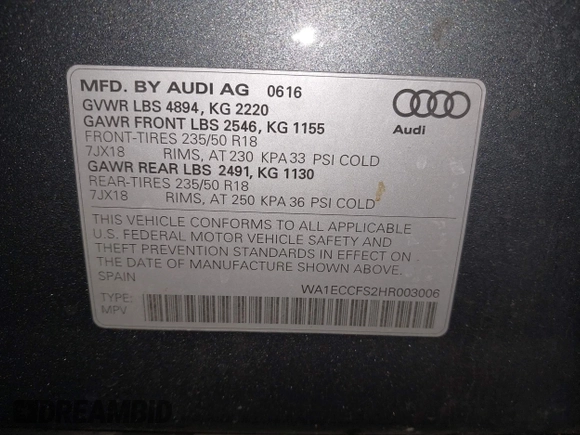 MFD. BY AUDI AG 0616
GVWR LBS 4894, KG 2220
GAWR FRONT LBS 2546, KG 1155
FRONT-TIRES 235/50 R18
7JX18 RIMS, AT 230 KPA 33 PSI COLD
GAWR REAR LBS 2491, KG 1130
REAR-TIRES 235/50 R18
7JX18 RIMS, AT 250 KPA 36 PSI COLD
Audi
THIS VEHICLE CONFORMS TO ALL APPLICABLE
U.S. FEDERAL MOTOR VEHICLE SAFETY AND
THEFT PREVENTION STANDARDS IN EFFECT ON
THE DATE OF MANUFACTURE SHOWN ABOVE.
SPAIN
WA1ECCFS2HR003006
TYPE:
MPV
DREAMBID